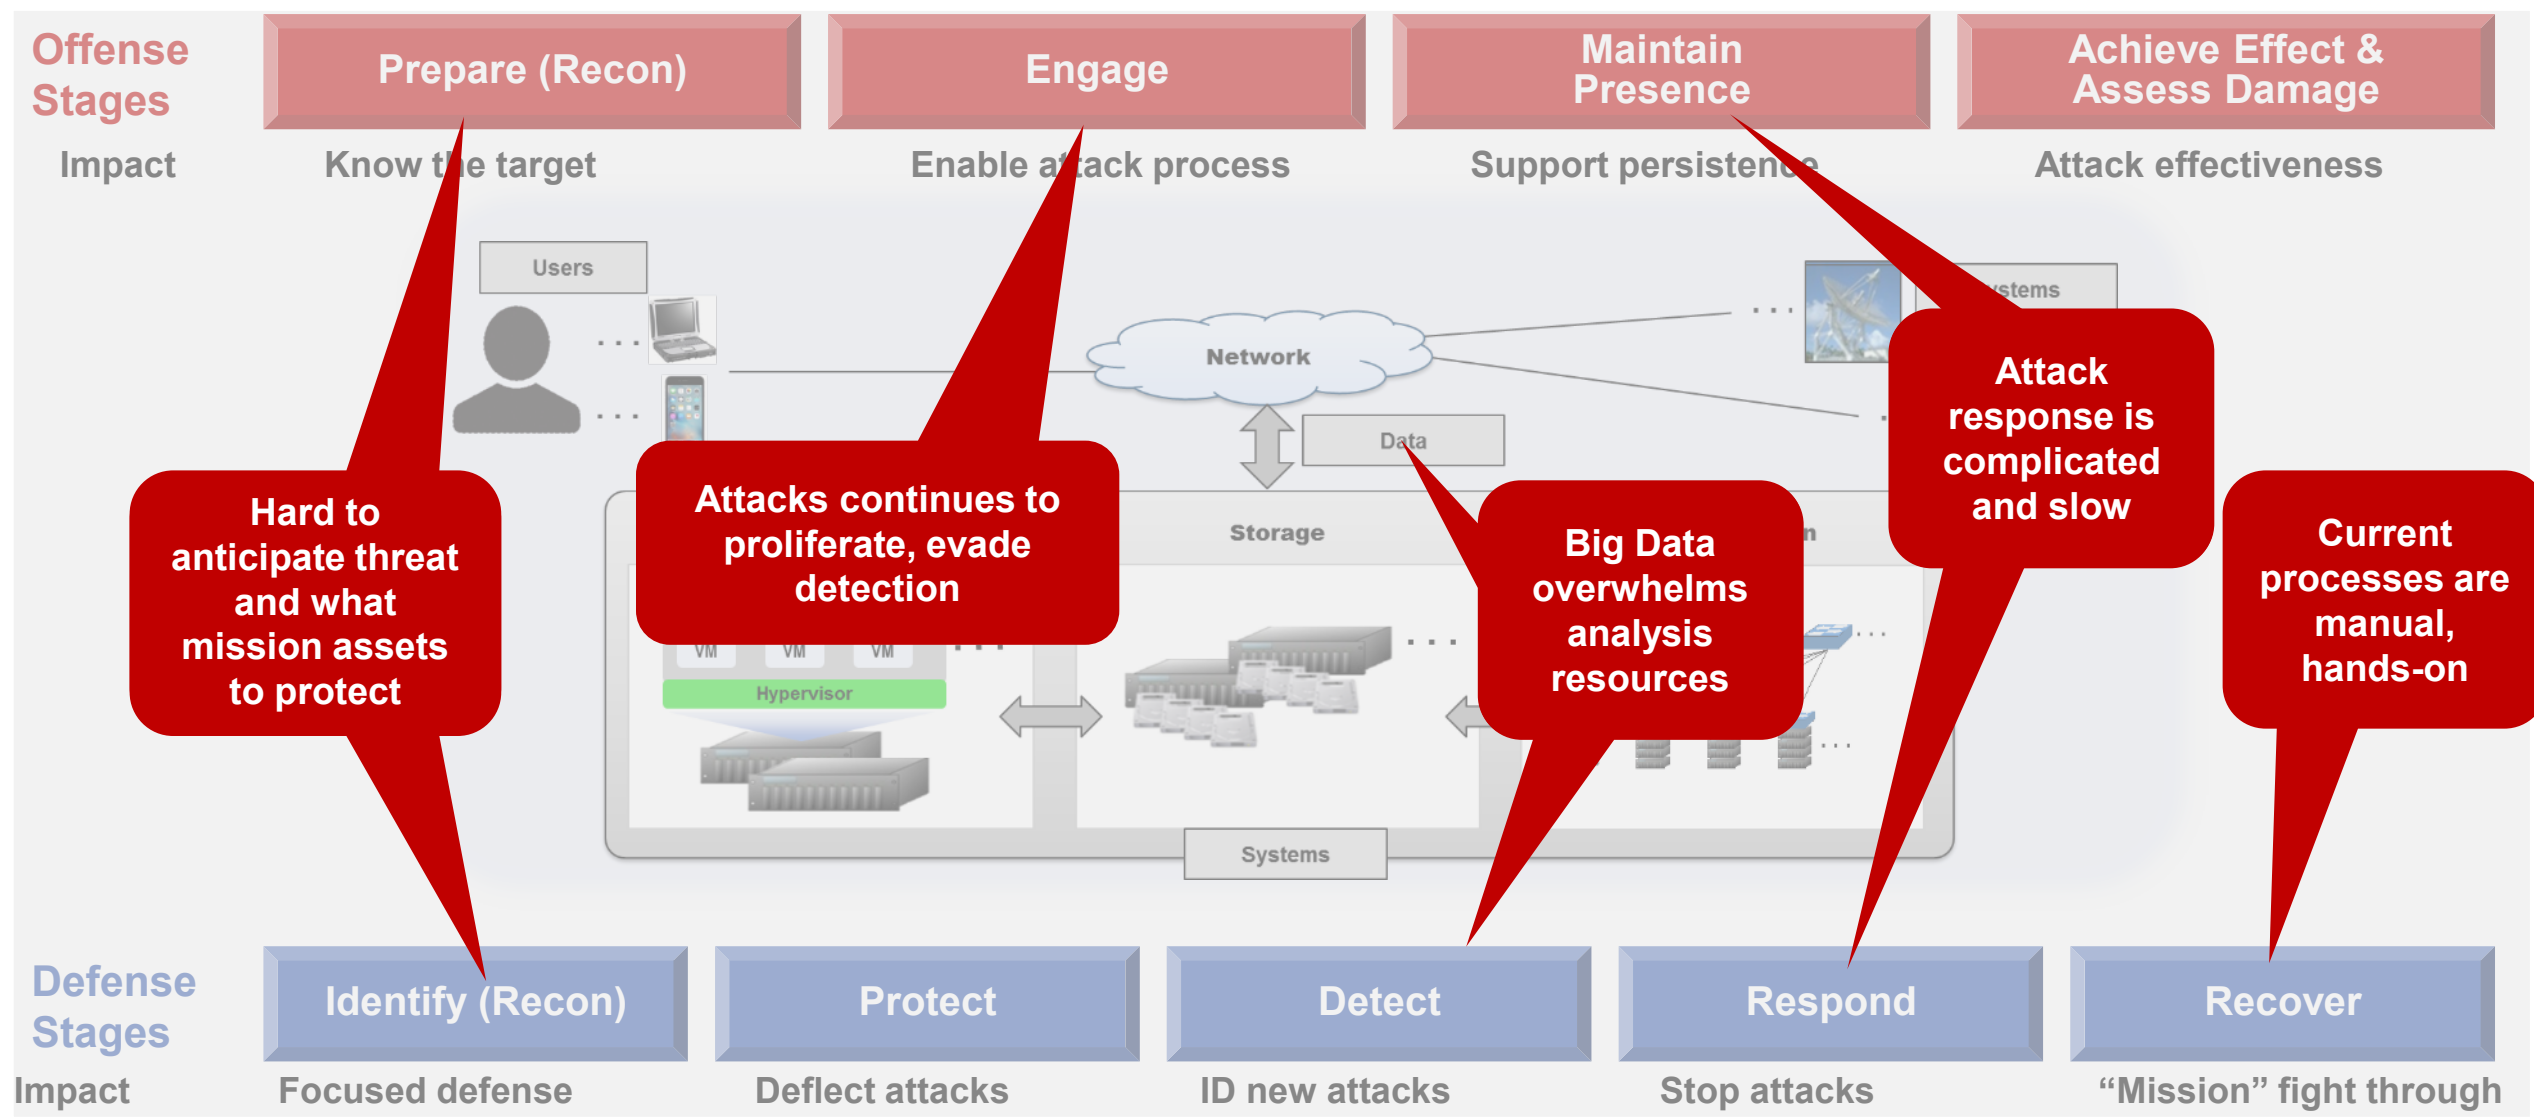 Offense
Stages
Prepare (Recon)
Engage
Maintain
Presence
Achieve Effect &
Assess Damage
Impact
Know the target
Enable attack process
Support persistence
Attack effectiveness
Users
Network
Data
Storage
VM
VM
VM
Hypervisor
Systems
Hard to
anticipate threat
and what
mission assets
to protect
Attacks continues to
proliferate, evade
detection
Big Data
overwhelms
analysis
resources
Attack
response is
complicated
and slow
Current
processes are
manual,
hands-on
Defense
Stages
Identify (Recon)
Protect
Detect
Respond
Recover
Impact
Focused defense
Deflect attacks
ID new attacks
Stop attacks
“Mission” fight through